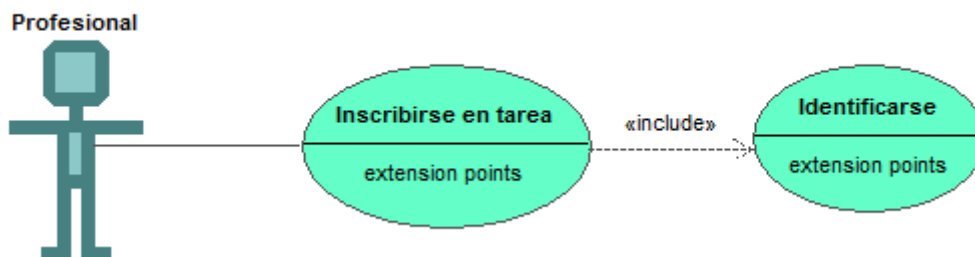 Profesional
Inscribirse en tarea
extension points
«include»
Identificarse
extension points